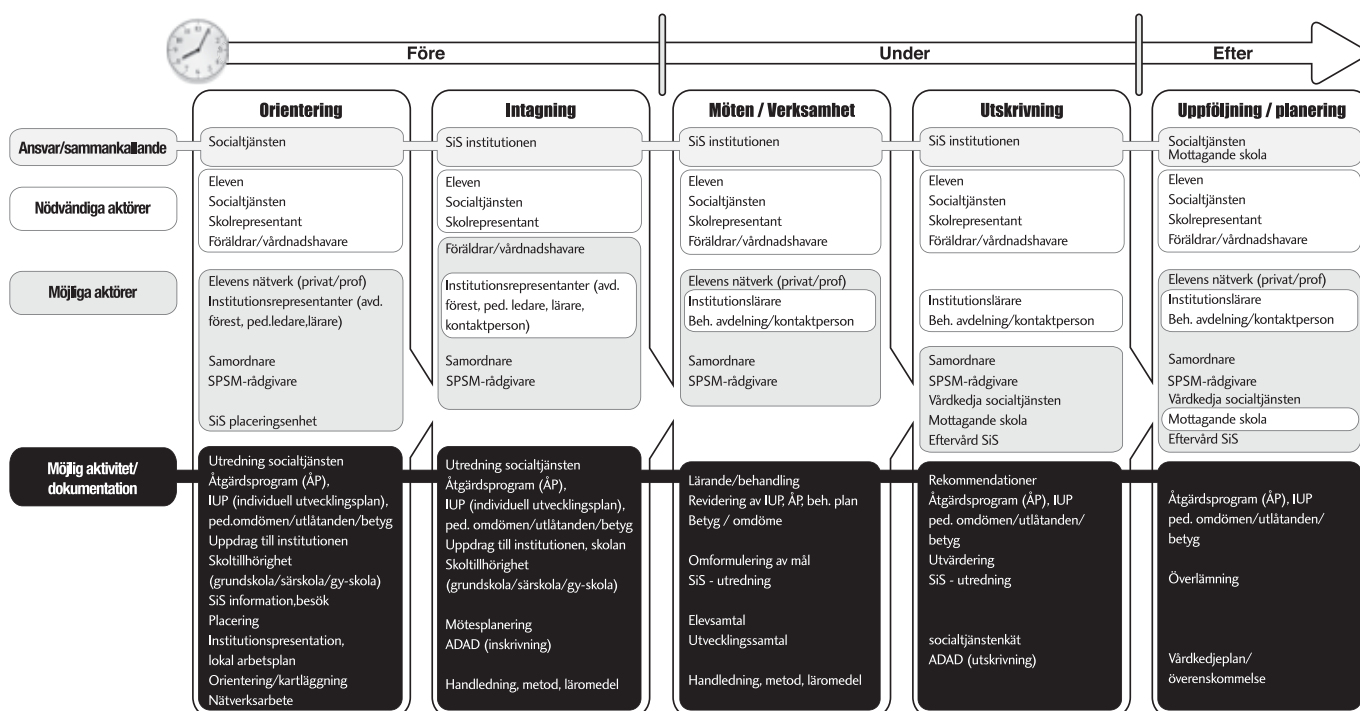 Före
Under
Efter
Ansvar/sammankallande
Nödvändiga aktörer
Möjliga aktörer
Möjlig aktivitet/
dokumentation
Orientering
Socialtjänsten
Eleven
Socialtjänsten
Skolrepresentant
Föräldrar/vårdnadshavare
Elevens nätverk (privat/prof)
Institutionsrepresentanter (avd.
förest, ped.ledare,lärare)
Samordnare
SPSM-rådgivare
SiS placeringsenhet
Utredning socialtjänsten
Åtgärdsprogram (ÅP),
IUP (individuell utvecklingsplan),
ped.omdömen/utlåtanden/betyg
Uppdrag till institutionen
Skoltillhörighet
(grundskola/särskola/gy-skola)
SiS information,besök
Placering
Institutionspresentation,
lokal arbetsplan
Orientering/kartläggning
Nätverksarbete
Intagning
SiS institutionen
Eleven
Socialtjänsten
Skolrepresentant
Föräldrar/vårdnadshavare
Institutionsrepresentanter (avd.
förest, ped. ledare, lärare,
kontaktperson)
Samordnare
SPSM-rådgivare
Utredning socialtjänsten
Åtgärdsprogram (ÅP),
IUP (individuell utvecklingsplan),
ped. omdömen/utlåtanden/betyg
Uppdrag till institutionen, skolan
Skoltillhörighet
(grundskola/särskola/gy-skola)
Mötesplanering
ADAD (inskrivning)
Handledning, metod, läromedel
Möten / Verksamhet
SiS institutionen
Eleven
Socialtjänsten
Skolrepresentant
Föräldrar/vårdnadshavare
Elevens nätverk (privat/prof)
Institutionslärare
Beh. avdelning/kontaktperson
Samordnare
SPSM-rådgivare
Lärande/behandling
Revidering av IUP, ÅP, beh. plan
Betyg / omdöme
Omformulering av mål
SiS - utredning
Elevsamtal
Utvecklingssamtal
Handledning, metod, läromedel
Utskrivning
SiS institutionen
Eleven
Socialtjänsten
Skolrepresentant
Föräldrar/vårdnadshavare
Institutionslärare
Beh. avdelning/kontaktperson
Samordnare
SPSM-rådgivare
Vårdkedja socialtjänsten
Mottagande skola
Eftervård SiS
Rekommendationer
Åtgärdsprogram (ÅP), IUP
ped. omdömen/utlåtanden/
betyg
Utvärdering
SiS - utredning
socialtjänstenkät
ADAD (utskrivning)
Uppföljning / planering
Socialtjänsten
Mottagande skola
Eleven
Socialtjänsten
Skolrepresentant
Föräldrar/vårdnadshavare
Elevens nätverk (privat/prof)
Institutionslärare
Beh. avdelning/kontaktperson
Samordnare
SPSM-rådgivare
Vårdkedja socialtjänsten
Mottagande skola
Eftervård SiS
Åtgärdsprogram (ÅP), IUP
ped. omdömen/utlåtanden/
betyg
Överlämning
Vårdkedjeplan/
överenskommelse